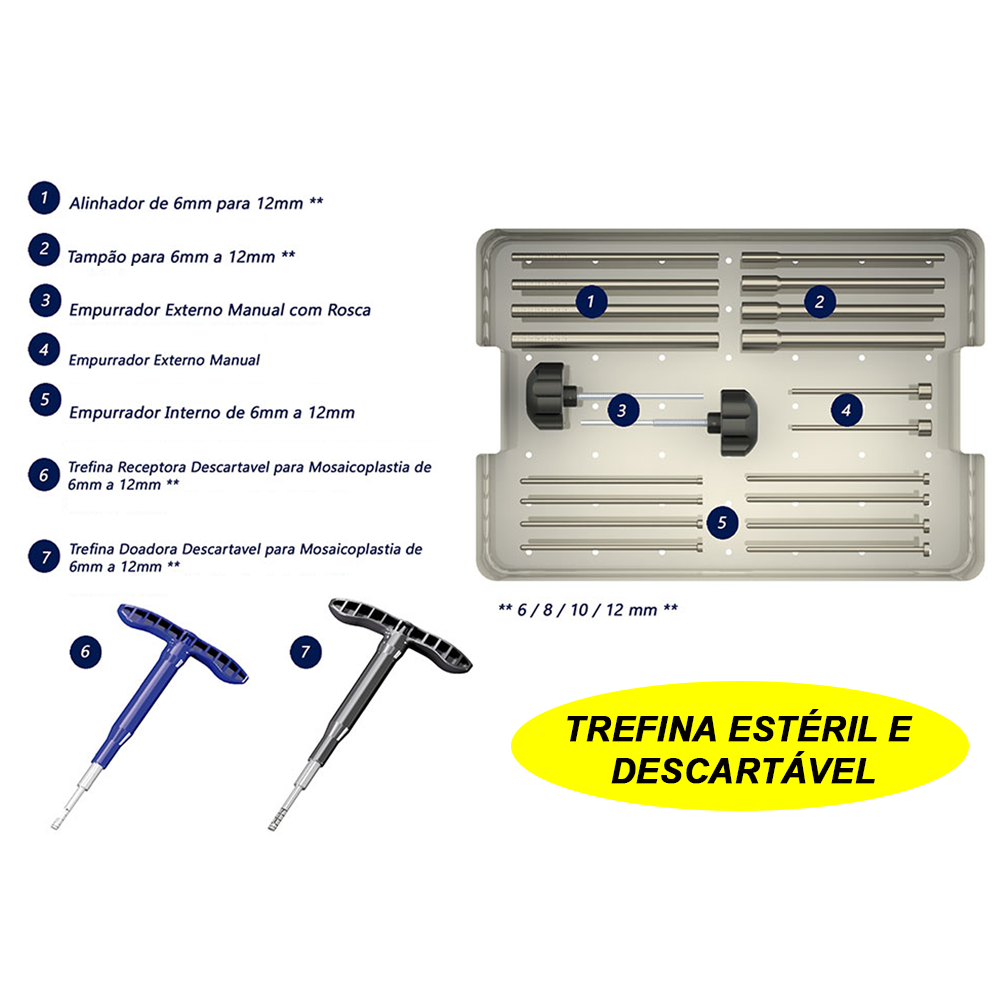 1 Alinhador de 6mm para 12mm **
2 Tampão para 6mm a 12mm **
3 Empurrador Externo Manual com Rosca
4 Empurrador Externo Manual
5 Empurrador Interno de 6mm a 12mm
6 Trefina Receptora Descartavel para Mosaicoplastia de
6mm a 12mm **
7 Trefina Doadora Descartavel para Mosaicoplastia de
6mm a 12mm **
1
2
3
4
5
** 6 / 8 / 10 / 12 mm **
6
7
TREFINA ESTÉRIL E
DESCARTÁVEL